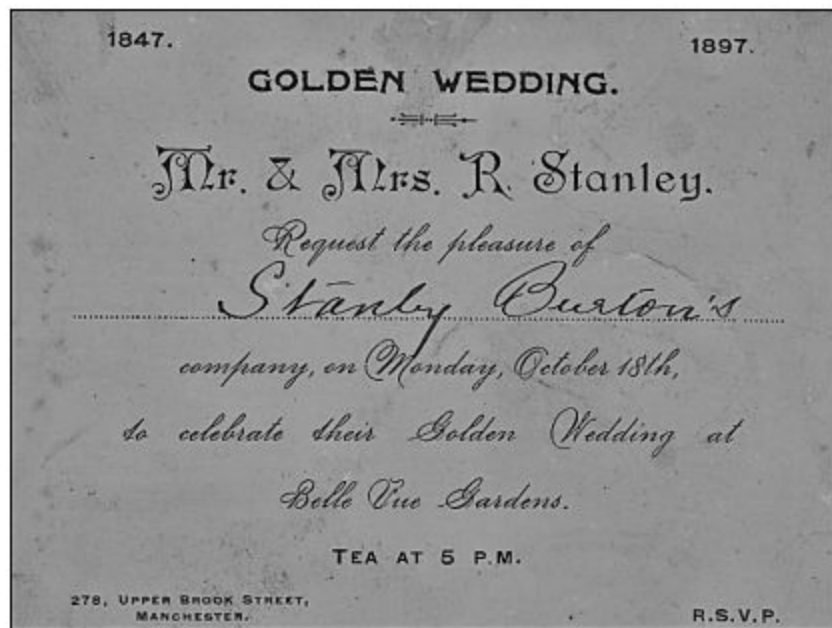 1847. 1897.
GOLDEN WEDDING.
Mr. & Mrs. R. Stanley.
Request the pleasure of
Stanley Burton's
company, on Monday, October 18th,
to celebrate their Golden Wedding at
Belle Vue Gardens.
TEA AT 5 P.M.
278, UPPER BROOK STREET,
MANCHESTER.
R.S.V.P.